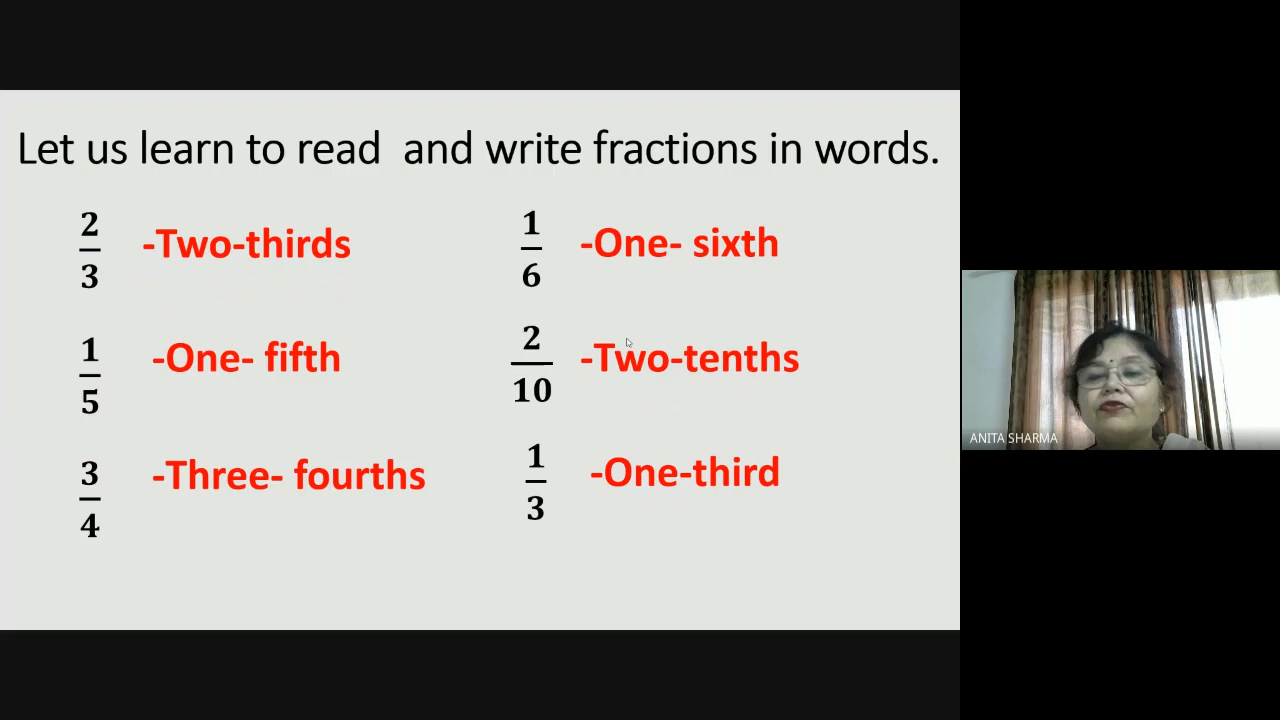 Let us learn to read  and write fractions in words.
2/3 -Two-thirds
1/6 -One- sixth
1/5 -One- fifth
2/10 -Two-tenths
3/4 -Three- fourths
1/3 -One-third
ANITA SHARMA